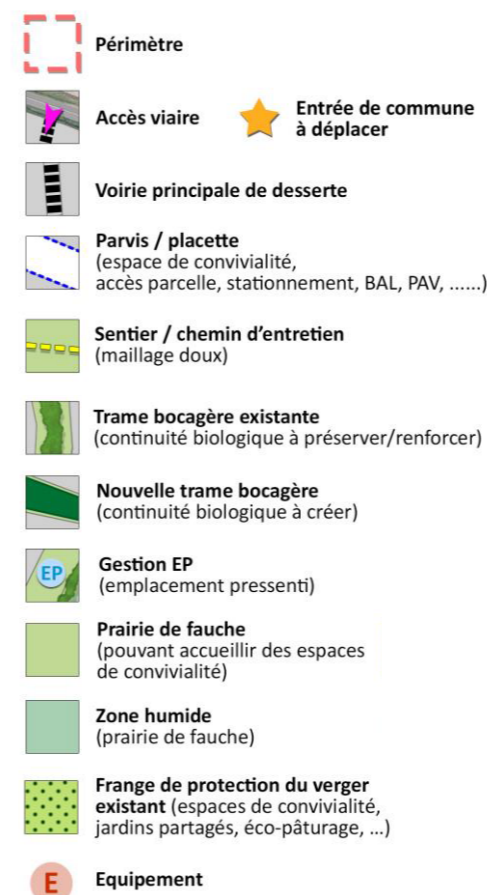 Périmètre
Accès viaire
Entrée de commune
à déplacer
Voirie principale de desserte
Parvis / placette
(espace de convivialité,
accès parcelle, stationnement, BAL, PAV, ......)
Sentier / chemin d’entretien
(maillage doux)
Trame bocagère existante
(continuité biologique à préserver/renforcer)
Nouvelle trame bocagère
(continuité biologique à créer)
EP
Gestion EP
(emplacement pressenti)
Prairie de fauche
(pouvant accueillir des espaces
de convivialité)
Zone humide
(prairie de fauche)
Frange de protection du verger
existant (espaces de convivialité,
jardins partagés, éco-pâturage, ...)
E
Equipement